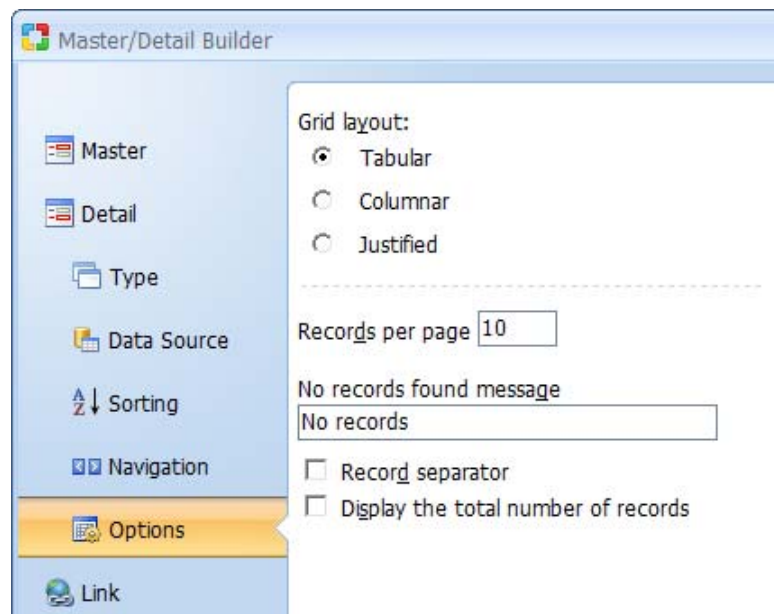 Master/Detail Builder
Master
Detail
Type
Data Source
Sorting
Navigation
Options
Link
Grid layout:
Tabular
Columnar
Justified
Records per page 10
No records found message
No records
Record separator
Display the total number of records